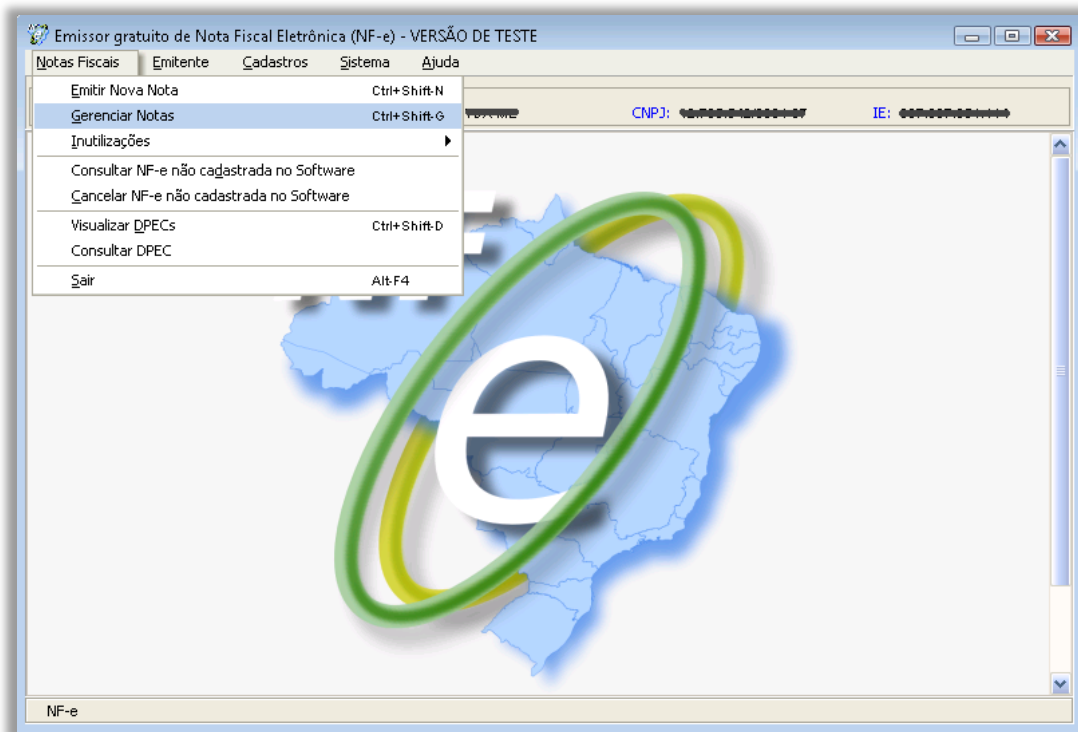 Emissor gratuito de Nota Fiscal Eletrônica (NF-e) - VERSÃO DE TESTE
Notas Fiscais Emitente Cadastros Sistema Ajuda
Emitir Nova Nota Ctrl+Shift-N
Gerenciar Notas Ctrl+Shift-G
CNPJ: IE:
Inutilizações
Consultar NF-e não cadastrada no Software
Cancelar NF-e não cadastrada no Software
Visualizar DPECs Ctrl+Shift-D
Consultar DPEC
Sair Alt-F4
e
NF-e